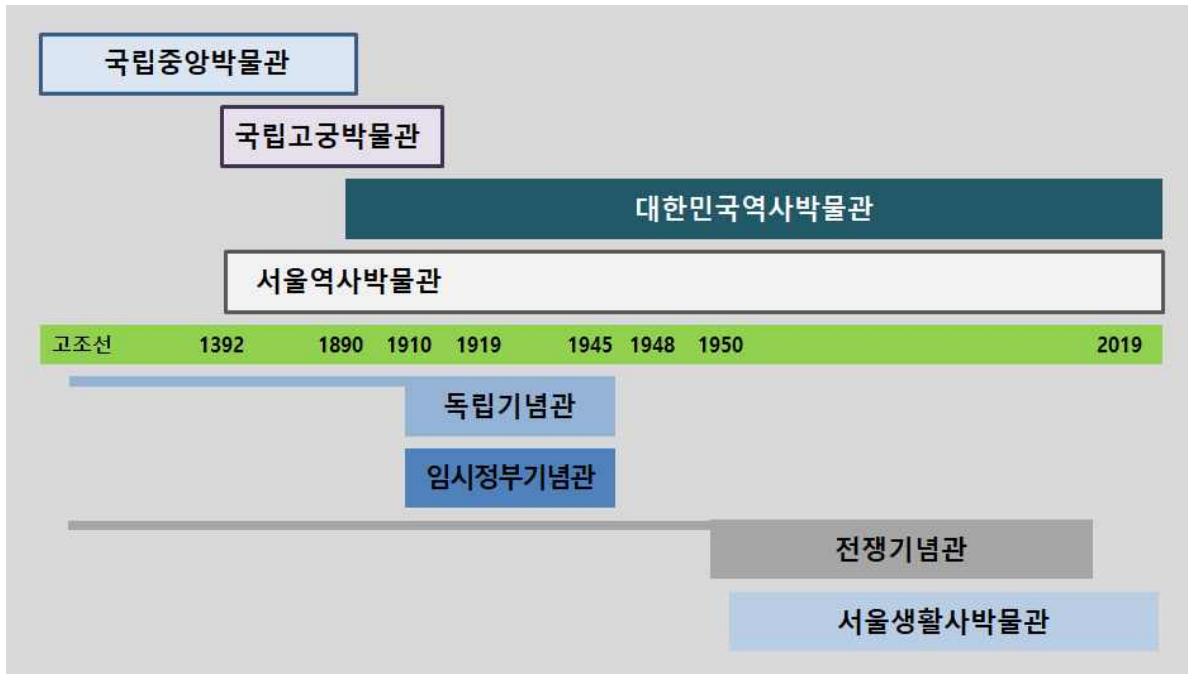 국립중앙박물관
국립고궁박물관
대한민국역사박물관
서울역사박물관
고조선 1392 1890 1910 1919 1945 1948 1950 2019
독립기념관
임시정부기념관
전쟁기념관
서울생활사박물관